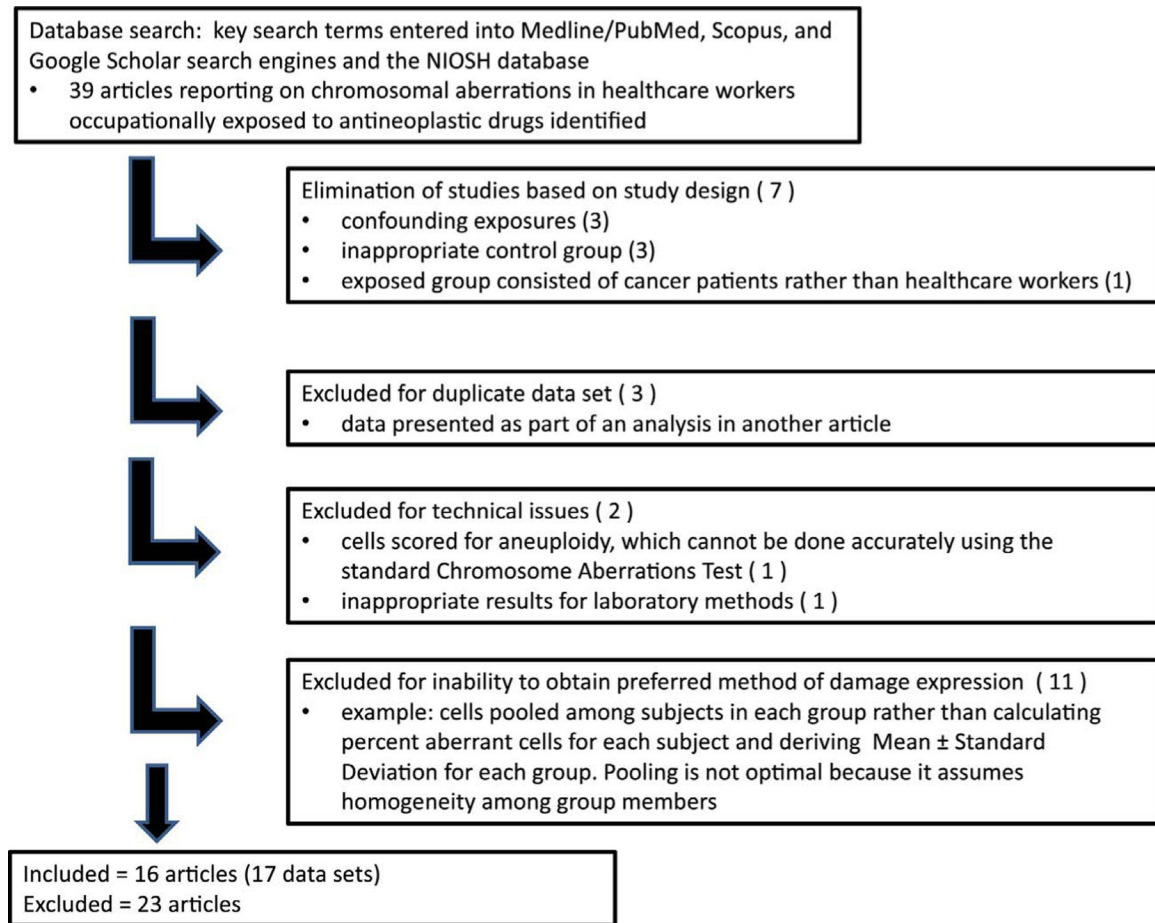 Database search:  key search terms entered into Medline/PubMed, Scopus, and
Google Scholar search engines and the NIOSH database
• 39 articles reporting on chromosomal aberrations in healthcare workers
occupationally exposed to antineoplastic drugs identified
Elimination of studies based on study design ( 7 )
• confounding exposures (3)
• inappropriate control group (3)
• exposed group consisted of cancer patients rather than healthcare workers (1)
Excluded for duplicate data set ( 3 )
• data presented as part of an analysis in another article
Excluded for technical issues ( 2 )
• cells scored for aneuploidy, which cannot be done accurately using the
standard Chromosome Aberrations Test ( 1 )
• inappropriate results for laboratory methods ( 1 )
Excluded for inability to obtain preferred method of damage expression  ( 11 )
• example: cells pooled among subjects in each group rather than calculating
percent aberrant cells for each subject and deriving  Mean ± Standard
Deviation for each group. Pooling is not optimal because it assumes
homogeneity among group members
Included = 16 articles (17 data sets)
Excluded = 23 articles